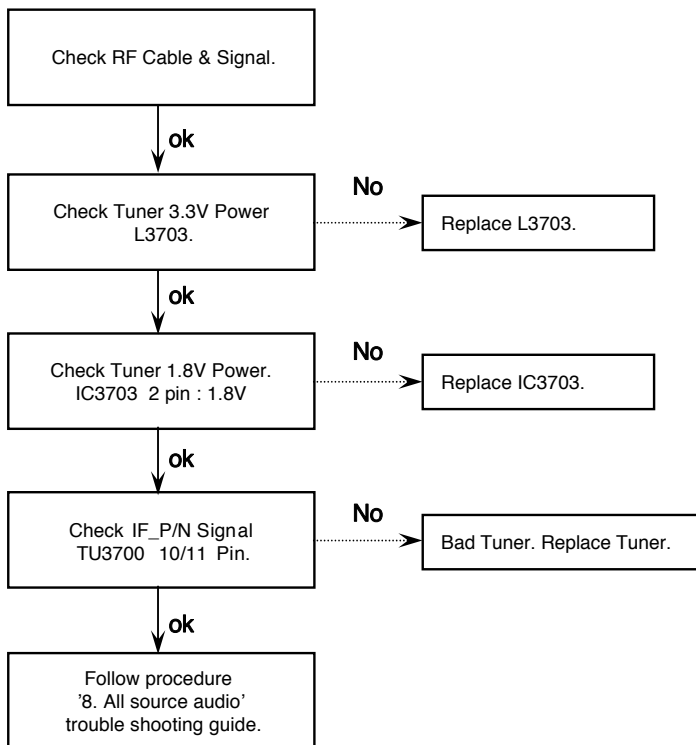 Check RF Cable & Signal.
ok
Check Tuner 3.3V Power
L3703.
No
Replace L3703.
ok
Check Tuner 1.8V Power.
IC3703 2 pin : 1.8V
No
Replace IC3703.
ok
Check IF_P/N Signal
TU3700 10/11 Pin.
No
Bad Tuner. Replace Tuner.
ok
Follow procedure
'8. All source audio'
trouble shooting guide.